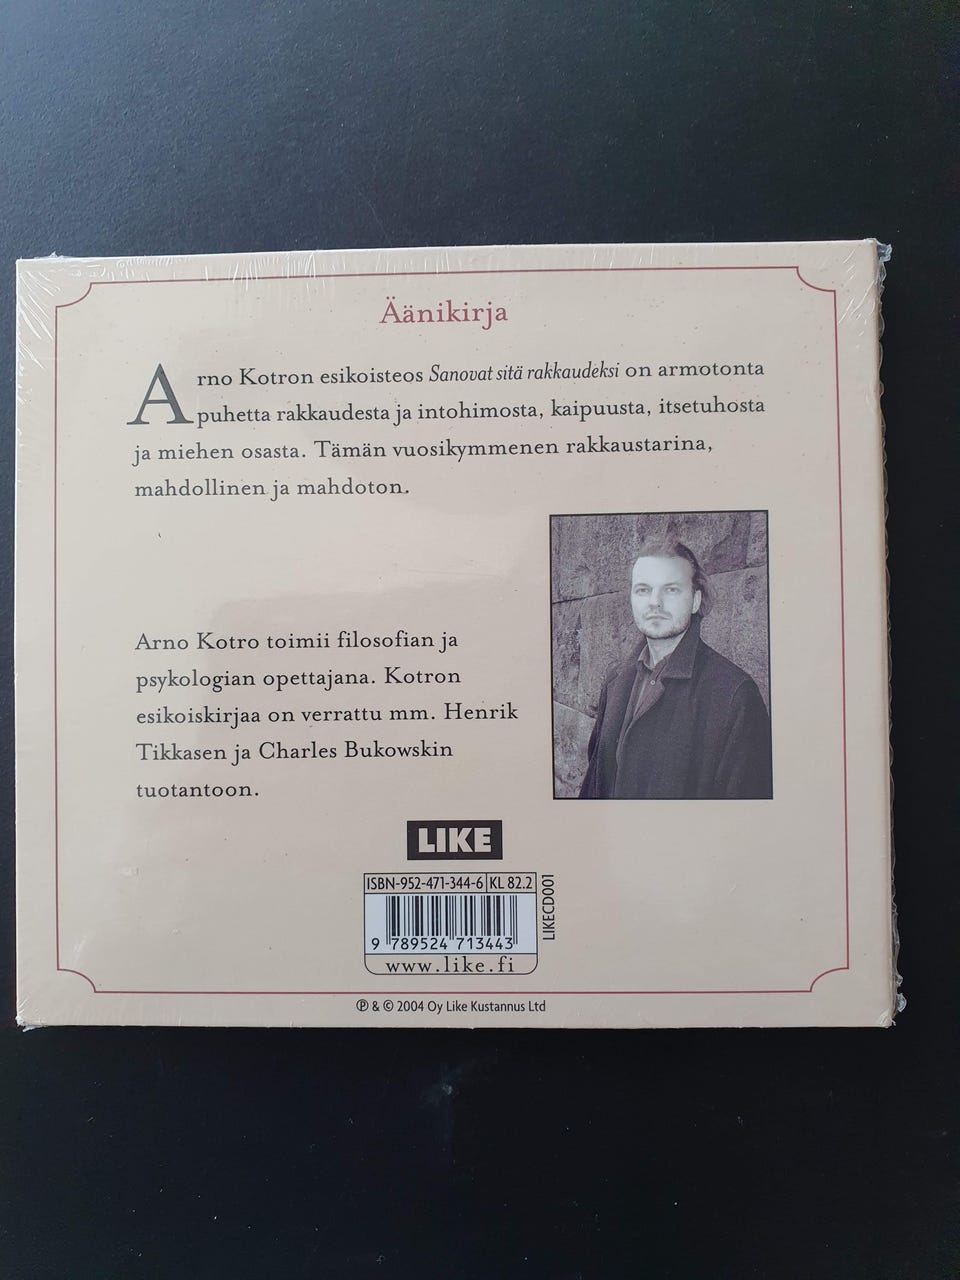 Äänikirja
Arno Kotron esikoisteos Sanovat sitä rakkaudeksi on armotonta
puhetta rakkaudesta ja intohimosta, kaipuusta, itsetuhosta
ja miehen osasta. Tämän vuosikymmenen rakkaustarina,
mahdollinen ja mahdoton.
Arno Kotro toimii filosofian ja
psykologian opettajana. Kotron
esikoiskirjaa on verrattu mm. Henrik
Tikkasen ja Charles Bukowskin
tuotantoon.
LIKE
ISBN-952-471-344-6 KL 82.2
9 789524 713443
www.like.fi
LIKECD001
℗ & © 2004 Oy Like Kustannus Ltd